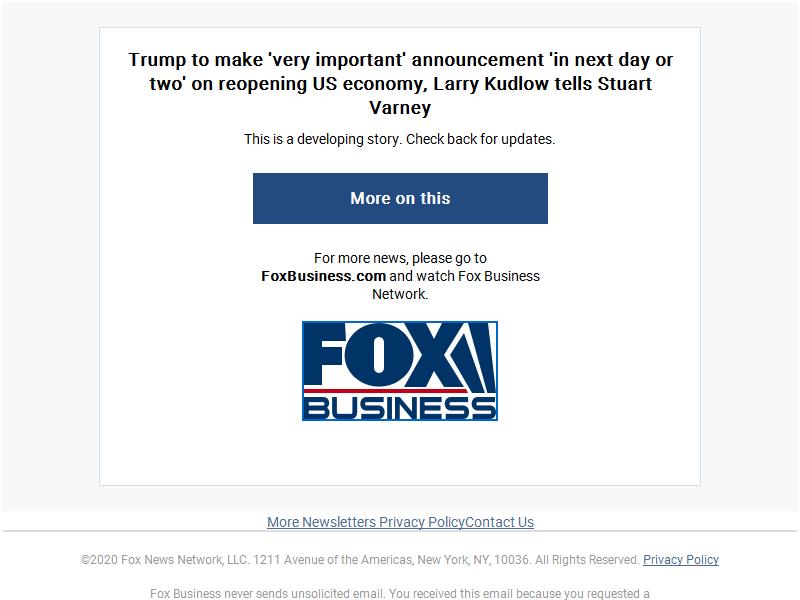 Trump to make 'very important' announcement 'in next day or
two' on reopening US economy, Larry Kudlow tells Stuart
Varney
This is a developing story. Check back for updates.
More on this
For more news, please go to
FoxBusiness.com and watch Fox Business
Network.
FOX
BUSINESS
More Newsletters Privacy PolicyContact Us
©2020 Fox News Network, LLC. 1211 Avenue of the Americas, New York, NY, 10036. All Rights Reserved. Privacy Policy
Fox Business never sends unsolicited email. You received this email because you requested a